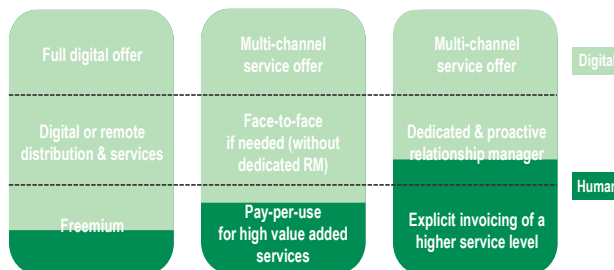 Full digital offer
Digital or remote
distribution & services
Freemium
Multi-channel
service offer
Face-to-face
if needed (without
dedicated RM)
Pay-per-use
for high value added
services
Multi-channel
service offer
Dedicated & proactive
relationship manager
Explicit invoicing of a
higher service level
Digital
Human